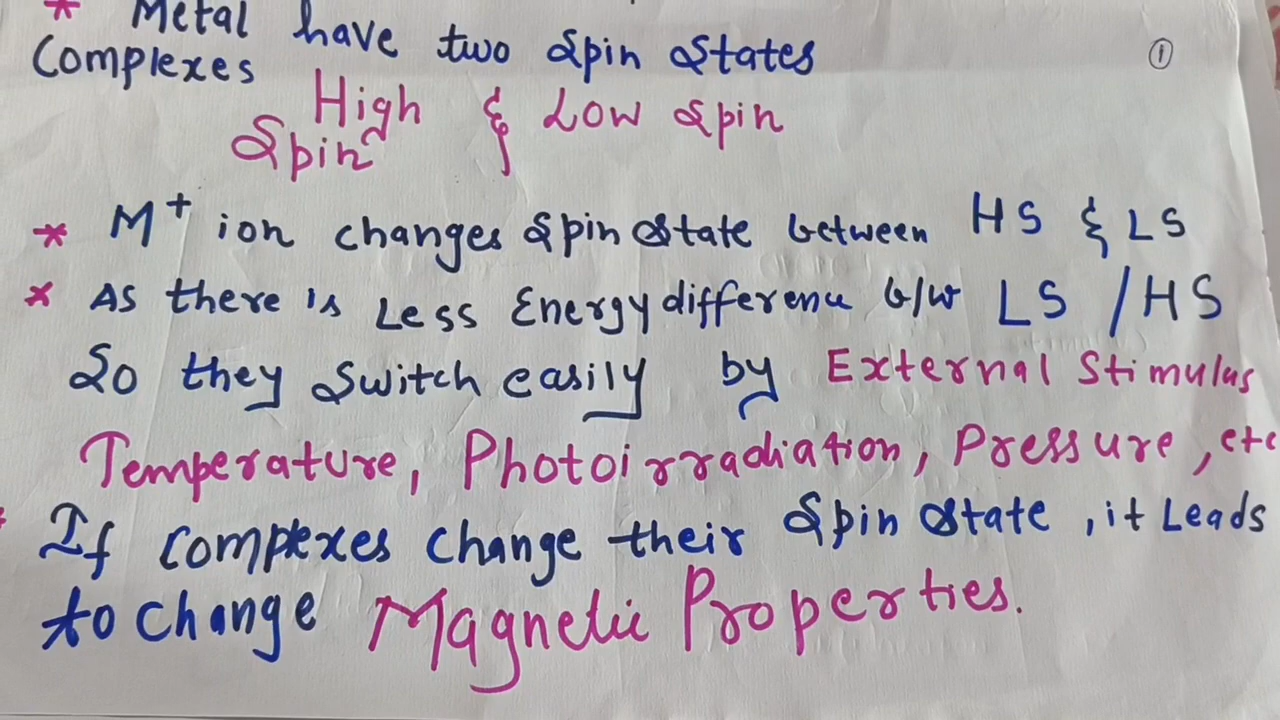 * Metal have two Spin States
Complexes
①
High & Low Spin
Spin
* M+ ion changes Spin State between HS & LS
* As there is Less Energy difference b/w LS / HS
So they Switch easily by External Stimulus
Temperature, Photoirradiation, Pressure, etc
* If complexes change their Spin State, it Leads
to change Magnetic Properties.